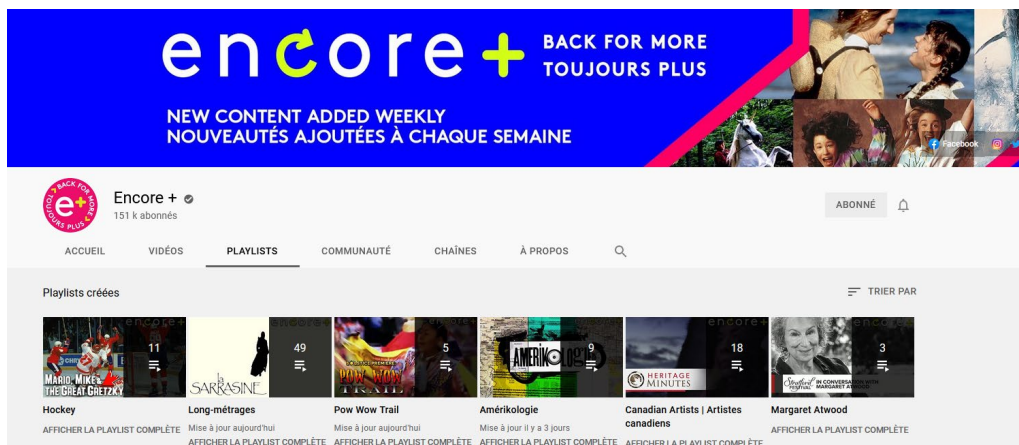 encore+ BACK FOR MORE
TOUJOURS PLUS
NEW CONTENT ADDED WEEKLY
NOUVEAUTÉS AJOUTÉES À CHAQUE SEMAINE
Facebook
BACK FOR MORE
e+
TOUJOURS PLUS
Encore +
151 k abonnés
ABONNÉ
ACCUEIL VIDÉOS PLAYLISTS COMMUNAUTÉ CHAÎNES À PROPOS
Playlists créées
TRIER PAR
encore+
11
MARIO, MIKE &
THE GREAT GRETZKY
Hockey
AFFICHER LA PLAYLIST COMPLÈTE
encore+
49
la
SARRASINE
Long-métrages
Mise à jour aujourd'hui
AFFICHER LA PLAYLIST COMPLÈTE
5
POW WOW
TRAIL
Pow Wow Trail
Mise à jour aujourd'hui
AFFICHER LA PLAYLIST COMPLÈTE
9
AMERIKOLOGIE
Amérikologie
Mise à jour il y a 3 jours
AFFICHER LA PLAYLIST COMPLÈTE
encore+
18
HERITAGE
MINUTES
Canadian Artists | Artistes
canadiens
AFFICHER LA PLAYLIST COMPLÈTE
encore+
3
Stratford FESTIVAL IN CONVERSATION WITH
MARGARET ATWOOD
Margaret Atwood
AFFICHER LA PLAYLIST COMPLÈTE